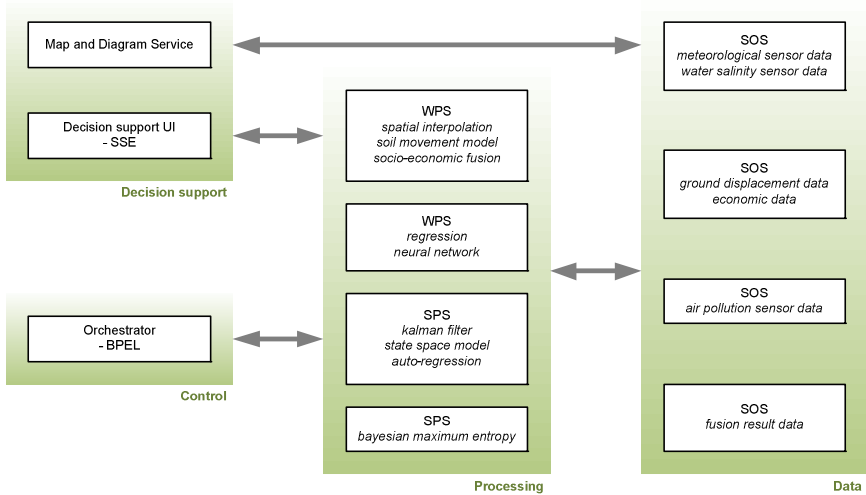 Map and Diagram Service
Decision support UI
- SSE
Decision support
Orchestrator
- BPEL
Control
WPS
spatial interpolation
soil movement model
socio-economic fusion
WPS
regression
neural network
SPS
kalman filter
state space model
auto-regression
SPS
bayesian maximum entropy
Processing
SOS
meteorological sensor data
water salinity sensor data
SOS
ground displacement data
economic data
SOS
air pollution sensor data
SOS
fusion result data
Data